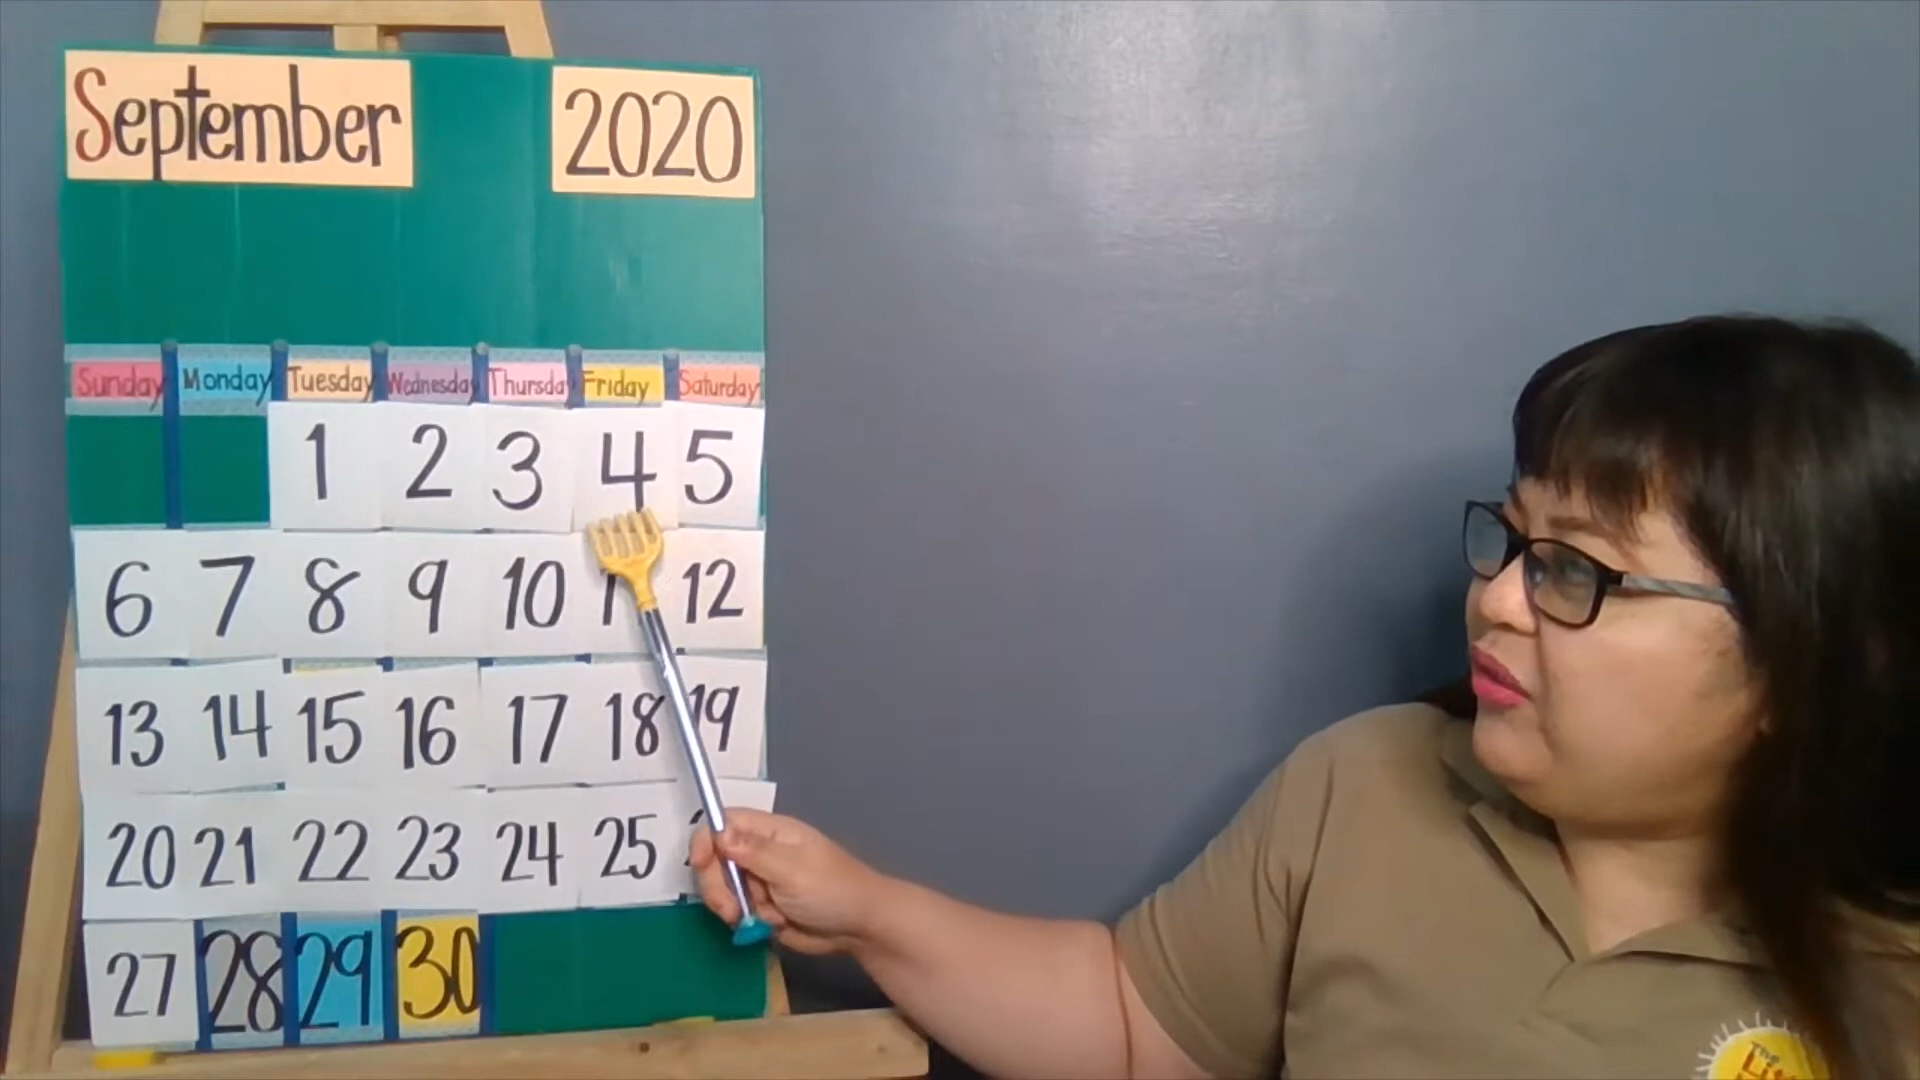 September 2020
Sunday Monday Tuesday Wednesday Thursday Friday Saturday
1 2 3 4 5
6 7 8 9 10 12
13 14 15 16 17 18 19
20 21 22 23 24 25
27 28 29 30
The